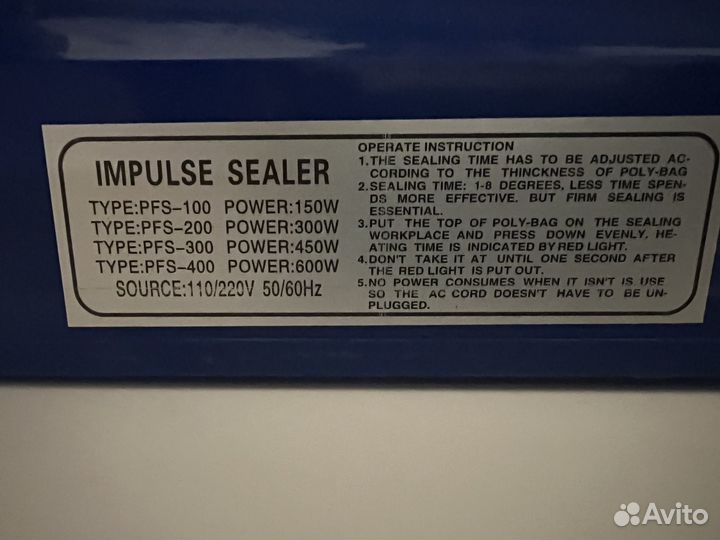 IMPULSE SEALER
TYPE:PFS-100 POWER:150W
TYPE:PFS-200 POWER:300W
TYPE:PFS-300 POWER:450W
TYPE:PFS-400 POWER:600W
SOURCE:110/220V 50/60Hz
OPERATE INSTRUCTION
1.THE SEALING TIME HAS TO BE ADJUSTED AC-
CORDING TO THE THINCKNESS OF POLY-BAG
2.SEALING TIME: 1-8 DEGREES, LESS TIME SPEN-
DS MORE EFFECTIVE. BUT FIRM SEALING IS
ESSENTIAL.
3.PUT THE TOP OF POLY-BAG ON THE SEALING
WORKPLACE AND PRESS DOWN EVENLY. HE-
ATING TIME IS INDICATED BY RED LIGHT.
4.DON'T TAKE IT AT UNTIL ONE SECOND AFTER
THE RED LIGHT IS PUT OUT.
5.NO POWER CONSUMES WHEN IT ISN'T IS USE
SO THE AC CORD DOESN'T HAVE TO BE UN-
PLUGGED.
Avito